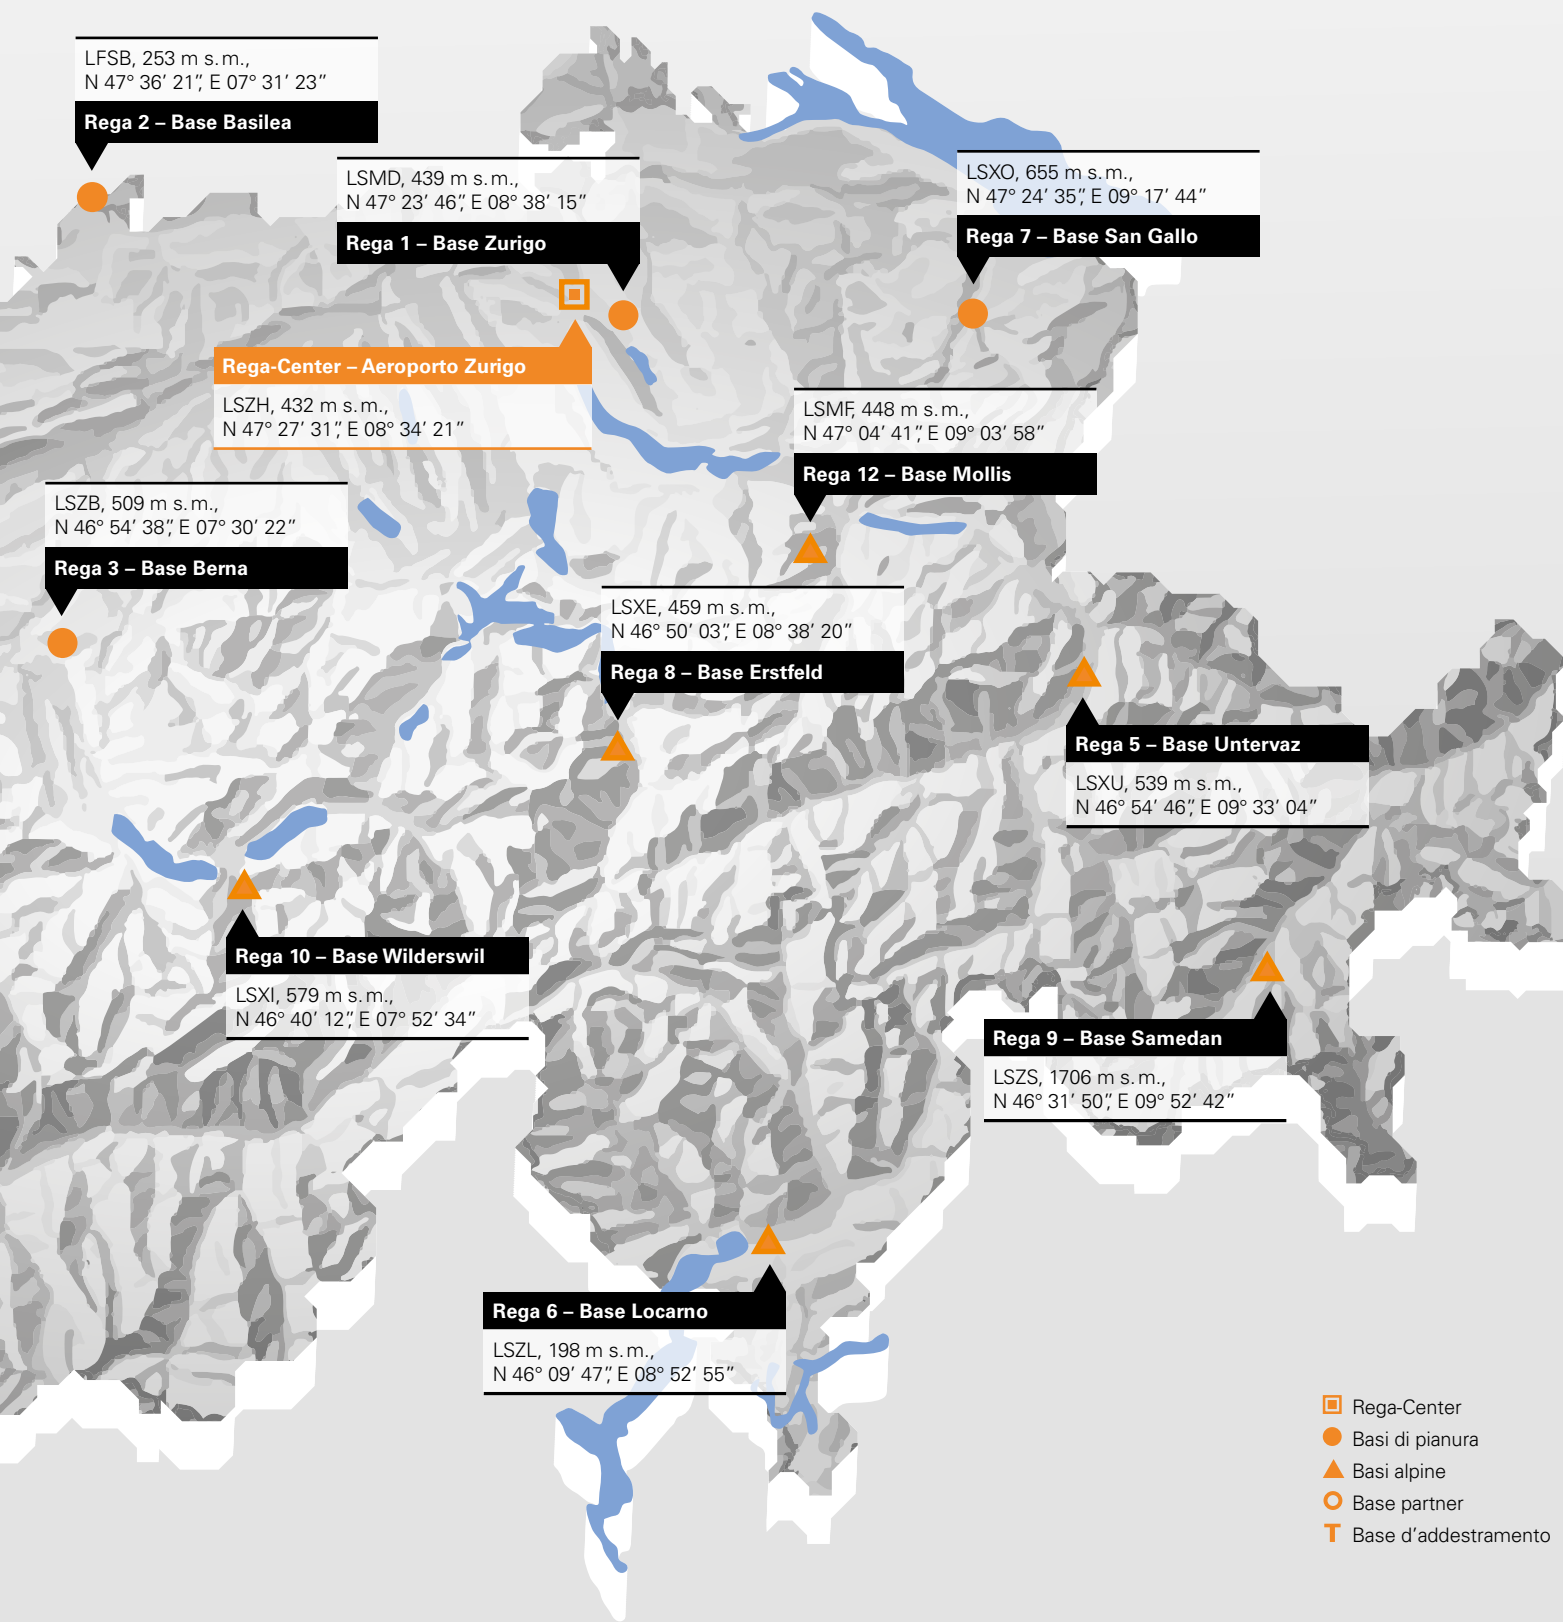 LFSB, 253 m s.m.,
N 47° 36′ 21″, E 07° 31′ 23″
Rega 2 – Base Basilea
LSMD, 439 m s.m.,
N 47° 23′ 46″, E 08° 38′ 15″
Rega 1 – Base Zurigo
LSXO, 655 m s.m.,
N 47° 24′ 35″, E 09° 17′ 44″
Rega 7 – Base San Gallo
Rega-Center – Aeroporto Zurigo
LSZH, 432 m s.m.,
N 47° 27′ 31″, E 08° 34′ 21″
LSMF, 448 m s.m.,
N 47° 04′ 41″, E 09° 03′ 58″
Rega 12 – Base Mollis
LSZB, 509 m s.m.,
N 46° 54′ 38″, E 07° 30′ 22″
Rega 3 – Base Berna
LSXE, 459 m s.m.,
N 46° 50′ 03″, E 08° 38′ 20″
Rega 8 – Base Erstfeld
Rega 5 – Base Untervaz
LSXU, 539 m s.m.,
N 46° 54′ 46″, E 09° 33′ 04″
Rega 10 – Base Wilderswil
LSXI, 579 m s.m.,
N 46° 40′ 12″, E 07° 52′ 34″
Rega 9 – Base Samedan
LSZS, 1706 m s.m.,
N 46° 31′ 50″, E 09° 52′ 42″
Rega 6 – Base Locarno
LSZL, 198 m s.m.,
N 46° 09′ 47″, E 08° 52′ 55″
Rega-Center
Basi di pianura
Basi alpine
Base partner
T Base d’addestramento